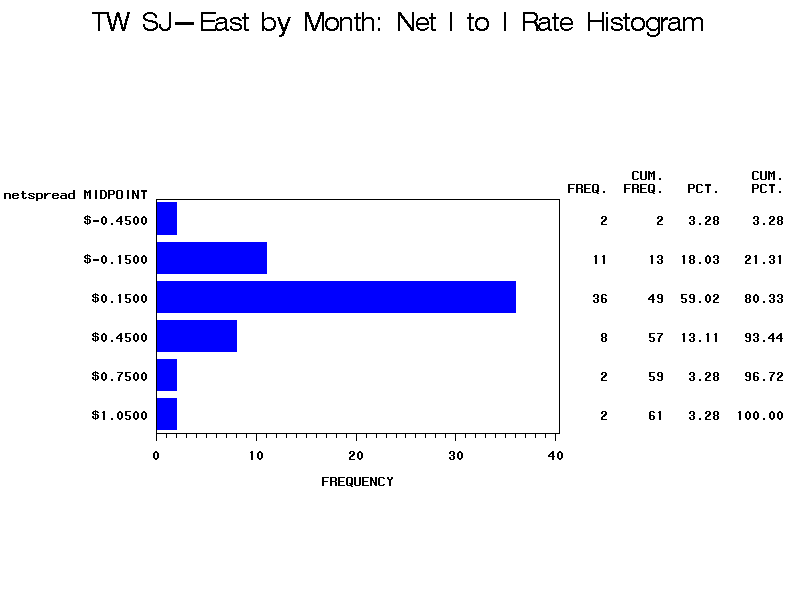 TW SJ−East by Month: Net I to I Rate Histogram
CUM. CUM.
netspread MIDPOINT FREQ. FREQ. PCT. PCT.
$-0.4500 2 2 3.28 3.28
$-0.1500 11 13 18.03 21.31
$0.1500 36 49 59.02 80.33
$0.4500 8 57 13.11 93.44
$0.7500 2 59 3.28 96.72
$1.0500 2 61 3.28 100.00
0 10 20 30 40
FREQUENCY